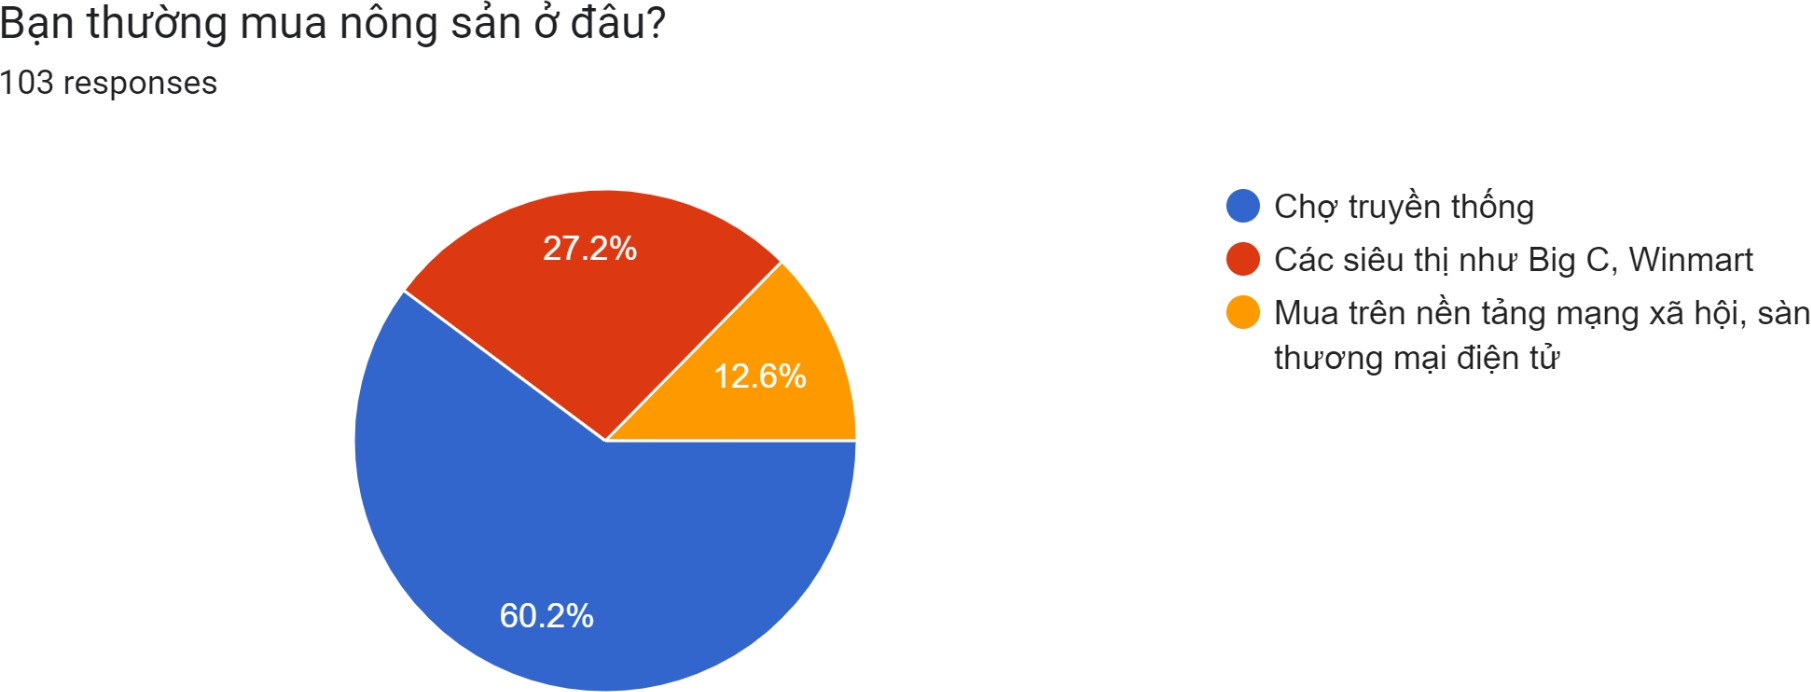 Bạn thường mua nông sản ở đâu?
103 responses
27.2%
12.6%
60.2%
Chợ truyền thống
Các siêu thị như Big C, Winmart
Mua trên nền tảng mạng xã hội, sàn
thương mại điện tử